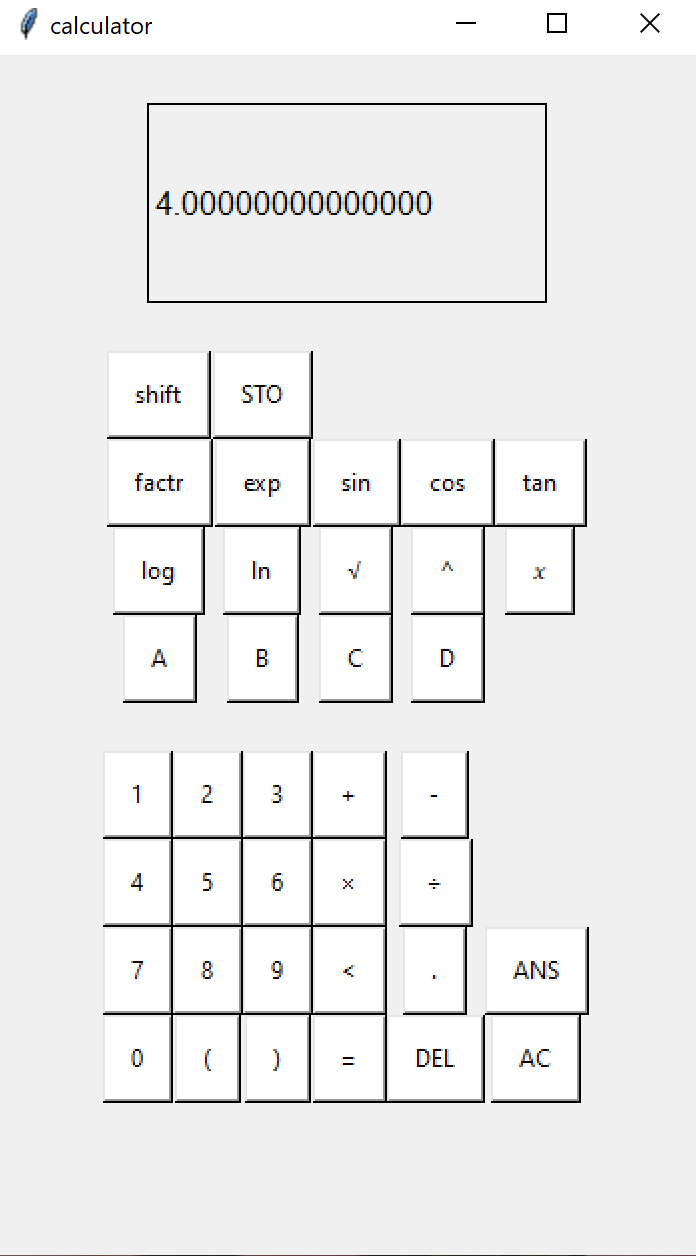 calculator
4.00000000000000
shift STO
factr exp sin cos tan
log ln √ ^ x
A B C D
1 2 3 + -
4 5 6 × ÷
7 8 9 < . ANS
0 ( ) = DEL AC